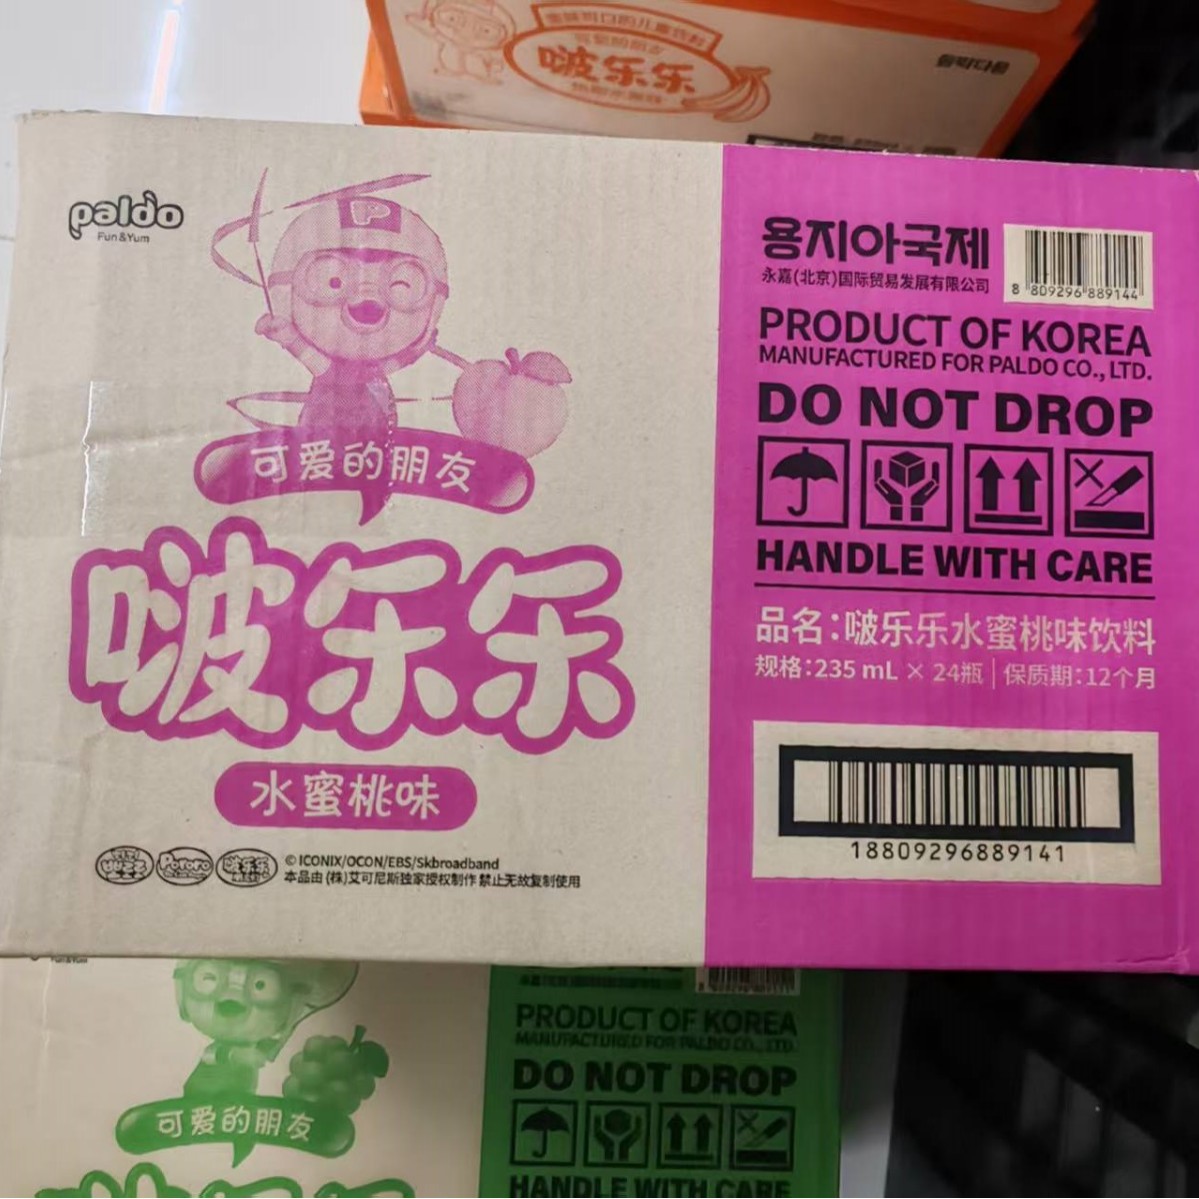 啵乐乐
paldo
Fun&Yum
P
可爱的朋友
啵乐乐
水蜜桃味
Pororo
啵乐乐
© ICONIX/OCON/EBS/Skbroadband
本品由(株)艾可尼斯独家授权制作 禁止无故复制使用
용지아국제
永嘉(北京)国际贸易发展有限公司
8 809296 889144
PRODUCT OF KOREA
MANUFACTURED FOR PALDO CO., LTD.
DO NOT DROP
HANDLE WITH CARE
品名:啵乐乐水蜜桃味饮料
规格:235 mL × 24瓶 | 保质期:12个月
18809296889141
Fun&Yum
可爱的朋友
PRODUCT OF KOREA
MANUFACTURED FOR PALDO CO., LTD.
DO NOT DROP
HANDLE WITH CARE